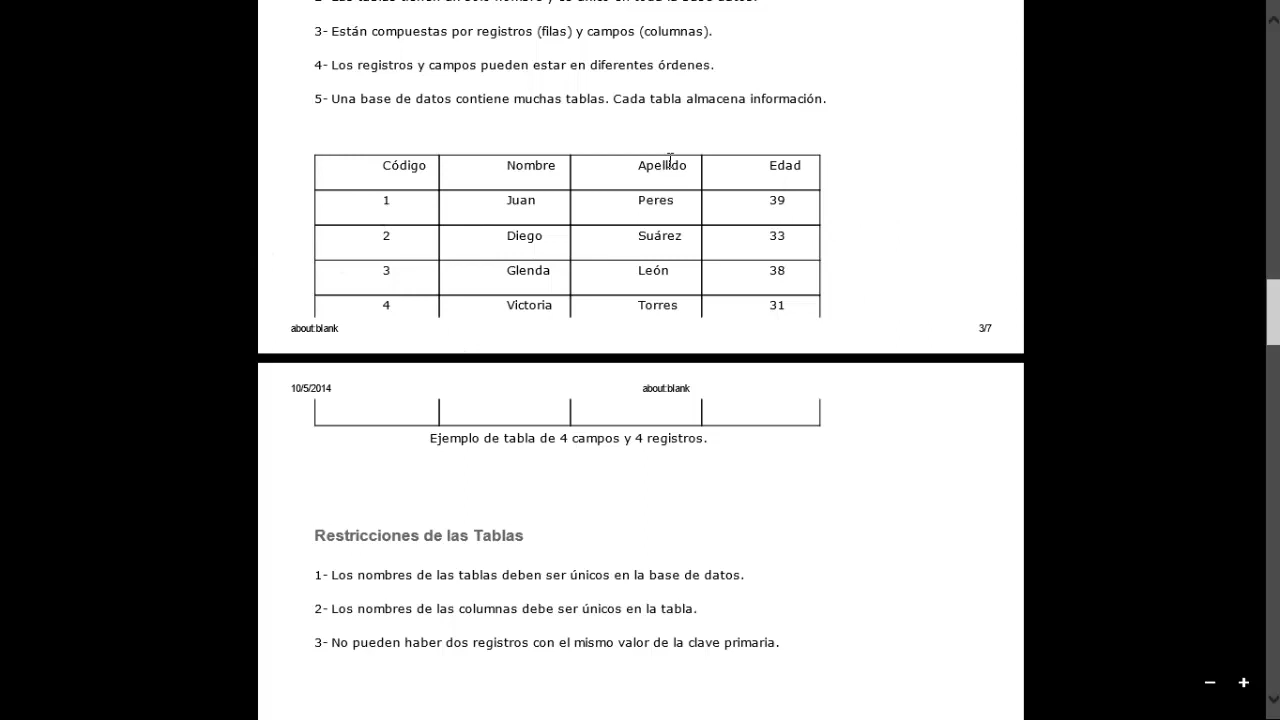 3- Están compuestas por registros (filas) y campos (columnas).
4- Los registros y campos pueden estar en diferentes órdenes.
5- Una base de datos contiene muchas tablas. Cada tabla almacena información.
Código Nombre Apellido Edad
1 Juan Peres 39
2 Diego Suárez 33
3 Glenda León 38
4 Victoria Torres 31
about:blank 3/7
10/5/2014 about:blank
Ejemplo de tabla de 4 campos y 4 registros.
Restricciones de las Tablas
1- Los nombres de las tablas deben ser únicos en la base de datos.
2- Los nombres de las columnas debe ser únicos en la tabla.
3- No pueden haber dos registros con el mismo valor de la clave primaria.